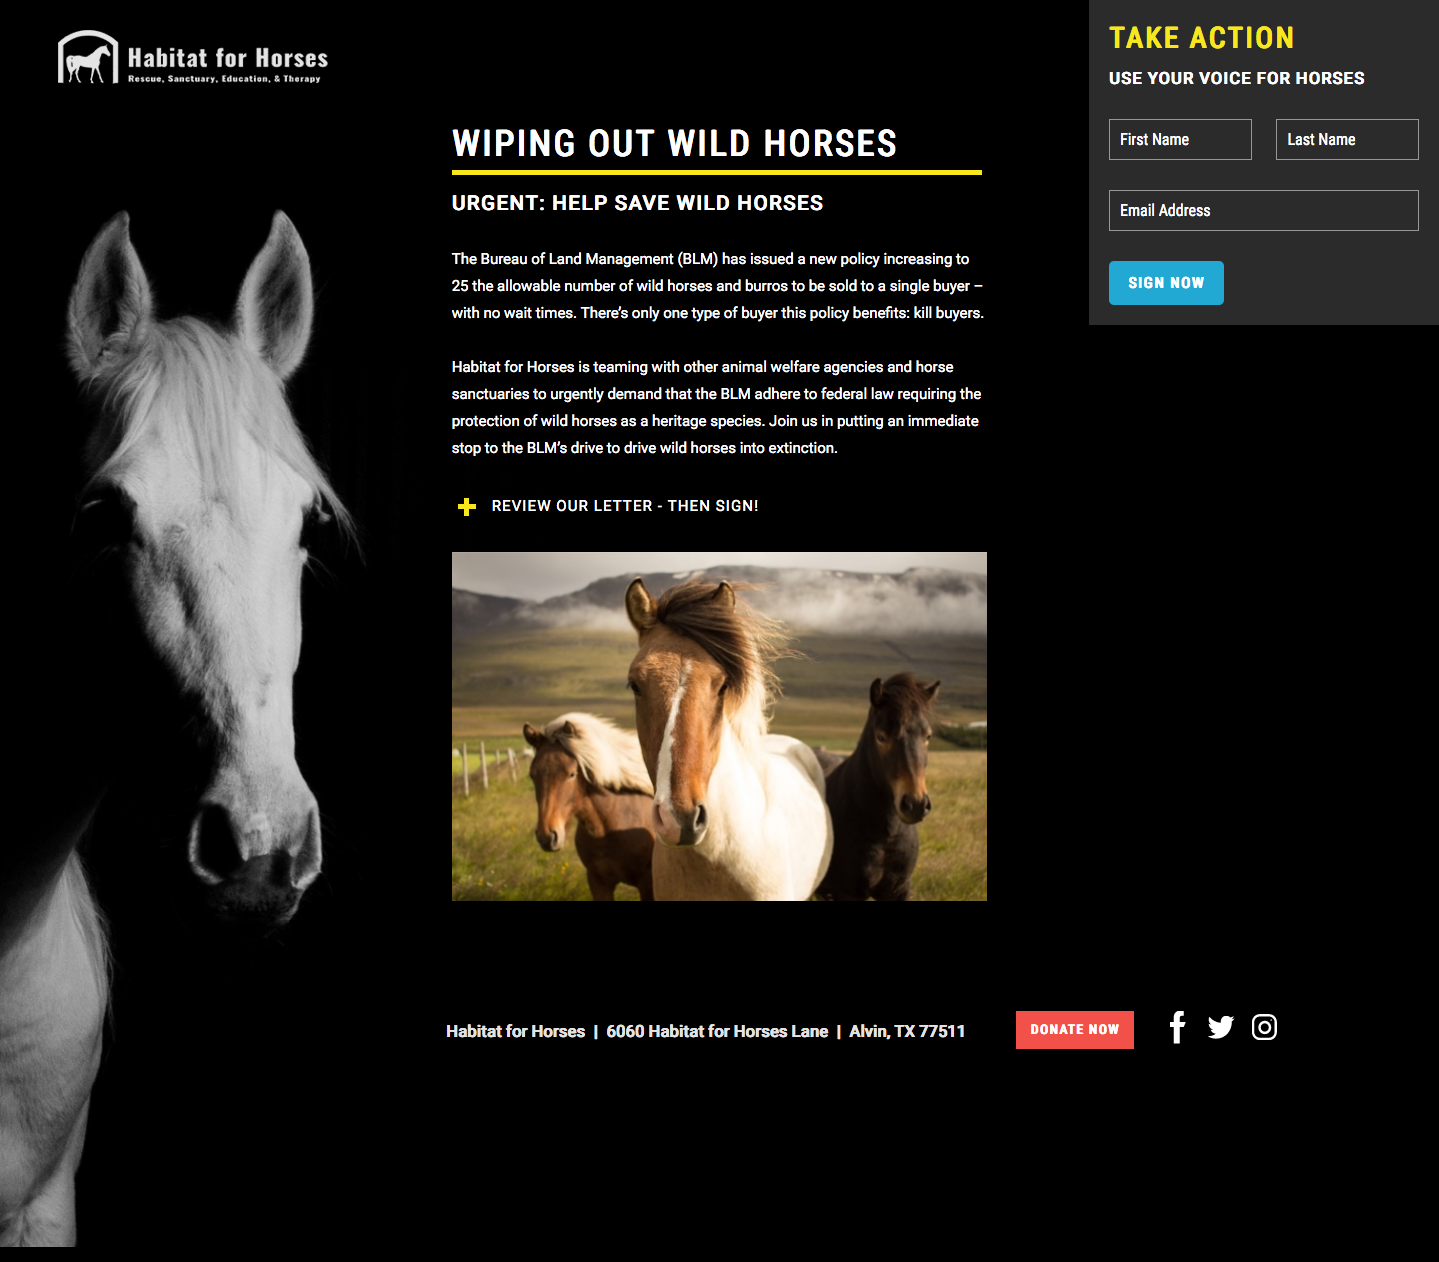 Habitat for Horses
Rescue, Sanctuary, Education, & Therapy
TAKE ACTION
USE YOUR VOICE FOR HORSES
First Name
Last Name
Email Address
SIGN NOW
WIPING OUT WILD HORSES
URGENT: HELP SAVE WILD HORSES
The Bureau of Land Management (BLM) has issued a new policy increasing to
25 the allowable number of wild horses and burros to be sold to a single buyer –
with no wait times. There’s only one type of buyer this policy benefits: kill buyers.
Habitat for Horses is teaming with other animal welfare agencies and horse
sanctuaries to urgently demand that the BLM adhere to federal law requiring the
protection of wild horses as a heritage species. Join us in putting an immediate
stop to the BLM’s drive to drive wild horses into extinction.
REVIEW OUR LETTER - THEN SIGN!
Habitat for Horses | 6060 Habitat for Horses Lane | Alvin, TX 77511
DONATE NOW